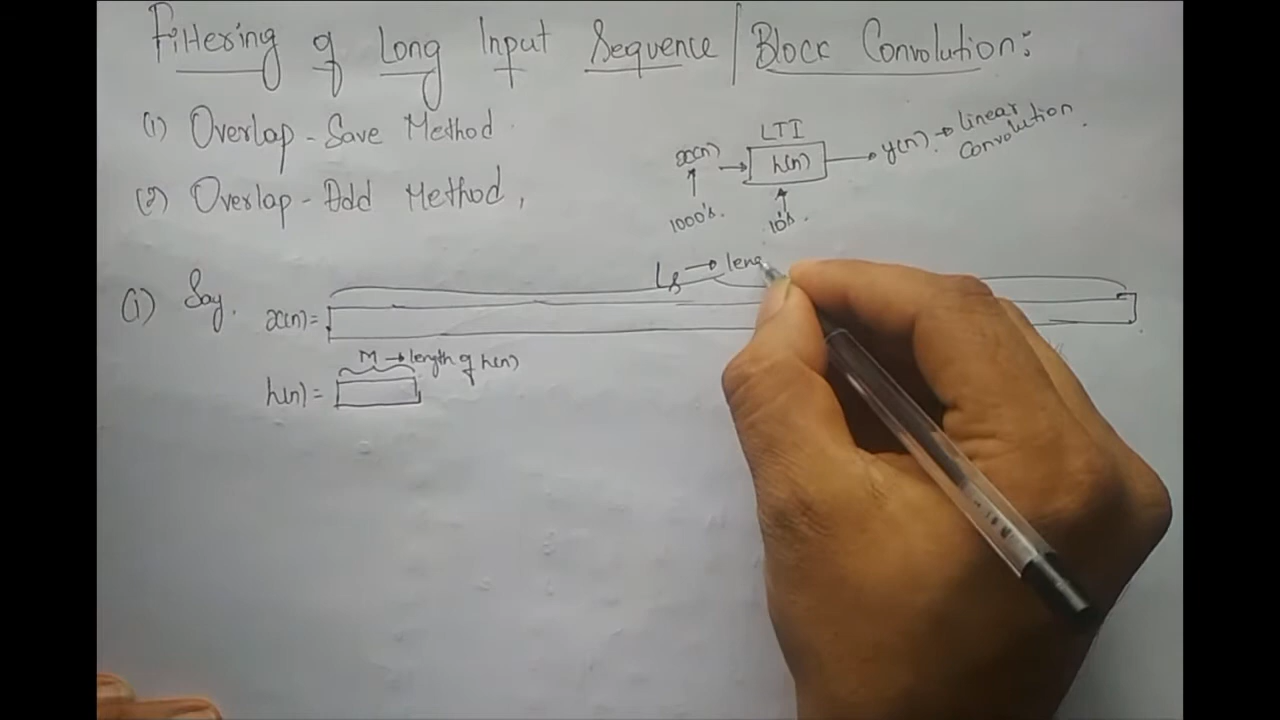 Filtering of Long Input Sequence / Block Convolution:
(1) Overlap-Save Method.
(2) Overlap-Add Method,
LTI
x(n) → h(n) → y(n). → linear convolution.
1000's. 10's.
Ls → leng
(1) Say. x(n) =
M → length of h(n)
h(n) =